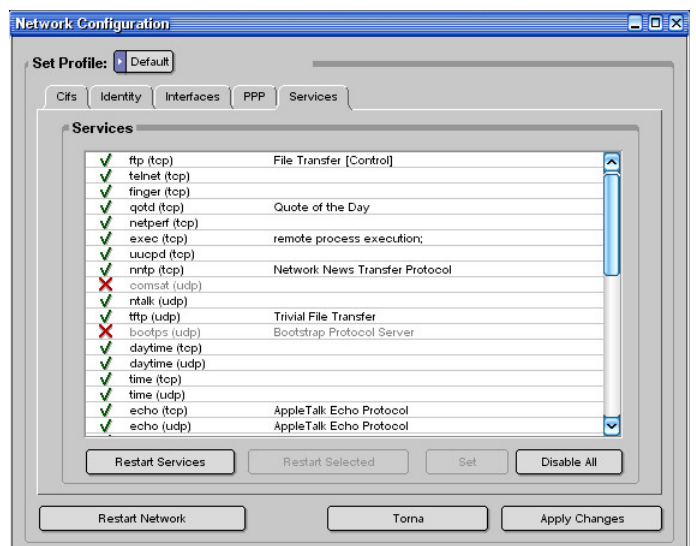 Network Configuration
Set Profile: Default
Cifs Identity Interfaces PPP Services
Services
ftp (tcp) File Transfer [Control]
telnet (tcp)
finger (tcp)
qotd (tcp) Quote of the Day
netperf (tcp)
exec (tcp) remote process execution;
uucpd (tcp)
nntp (tcp) Network News Transfer Protocol
comsat (udp)
ntalk (udp)
tftp (udp) Trivial File Transfer
bootps (udp) Bootstrap Protocol Server
daytime (tcp)
daytime (udp)
time (tcp)
time (udp)
echo (tcp) AppleTalk Echo Protocol
echo (udp) AppleTalk Echo Protocol
Restart Services Restart Selected Set Disable All
Restart Network Torna Apply Changes